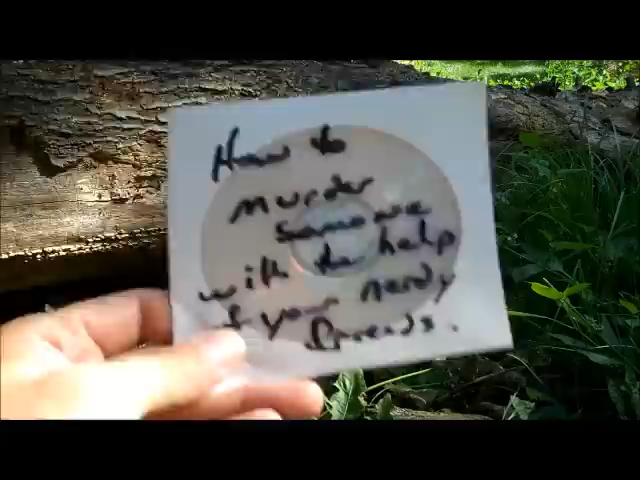 How to
murder
someone
with the help
of your nerdy
friends.